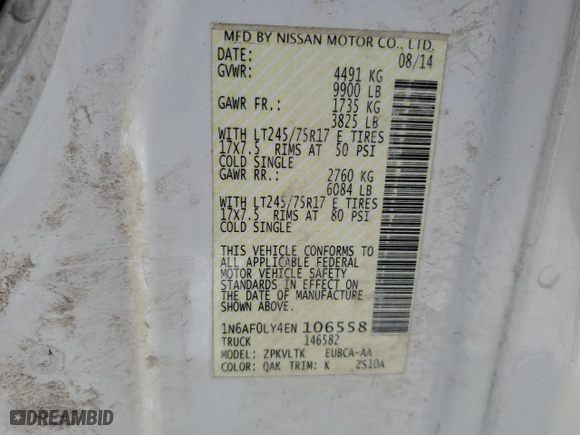 MFD BY NISSAN MOTOR CO., LTD.
DATE: 08/14
GVWR: 4491 KG
9900 LB
GAWR FR.: 1735 KG
3825 LB
WITH LT245/75R17 E TIRES
17X7.5 RIMS AT 50 PSI
COLD SINGLE
GAWR RR.: 2760 KG
6084 LB
WITH LT245/75R17 E TIRES
17X7.5 RIMS AT 80 PSI
COLD SINGLE
THIS VEHICLE CONFORMS TO
ALL APPLICABLE FEDERAL
MOTOR VEHICLE SAFETY
STANDARDS IN EFFECT ON
THE DATE OF MANUFACTURE
SHOWN ABOVE.
1N6AF0LY4EN106558
TRUCK 146582
MODEL: ZPKVLTK EUBCA-AA
COLOR: QAK TRIM: K ZS10A
DREAMBID